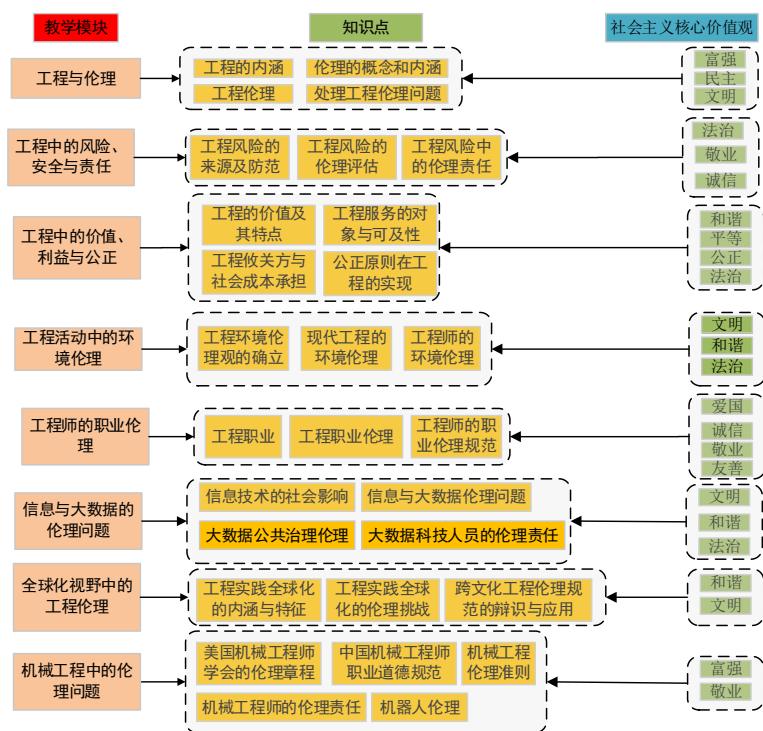 教学模块
知识点
社会主义核心价值观
工程与伦理
工程的内涵
伦理的概念和内涵
工程伦理
处理工程伦理问题
富强
民主
文明
工程中的风险、
安全与责任
工程风险的
来源及防范
工程风险的
伦理评估
工程风险中
的伦理责任
法治
敬业
诚信
工程中的价值、
利益与公正
工程的价值及
其特点
工程服务的对
象与可及性
工程攸关方与
社会成本承担
公正原则在工
程的实现
和谐
平等
公正
法治
工程活动中的环
境伦理
工程环境伦
理观的确立
现代工程的
环境伦理
工程师的
环境伦理
文明
和谐
法治
工程师的职业伦
理
工程职业
工程职业伦理
工程师的职
业伦理规范
爱国
诚信
敬业
友善
信息与大数据的
伦理问题
信息技术的社会影响
信息与大数据伦理问题
大数据公共治理伦理
大数据科技人员的伦理责任
文明
和谐
法治
全球化视野中的
工程伦理
工程实践全球化
的内涵与特征
工程实践全球
化的伦理挑战
跨文化工程伦理规
范的辩识与应用
和谐
文明
机械工程中的伦
理问题
美国机械工程师
学会的伦理章程
中国机械工程师
职业道德规范
机械工程
伦理准则
机械工程师的伦理责任
机器人伦理
富强
敬业